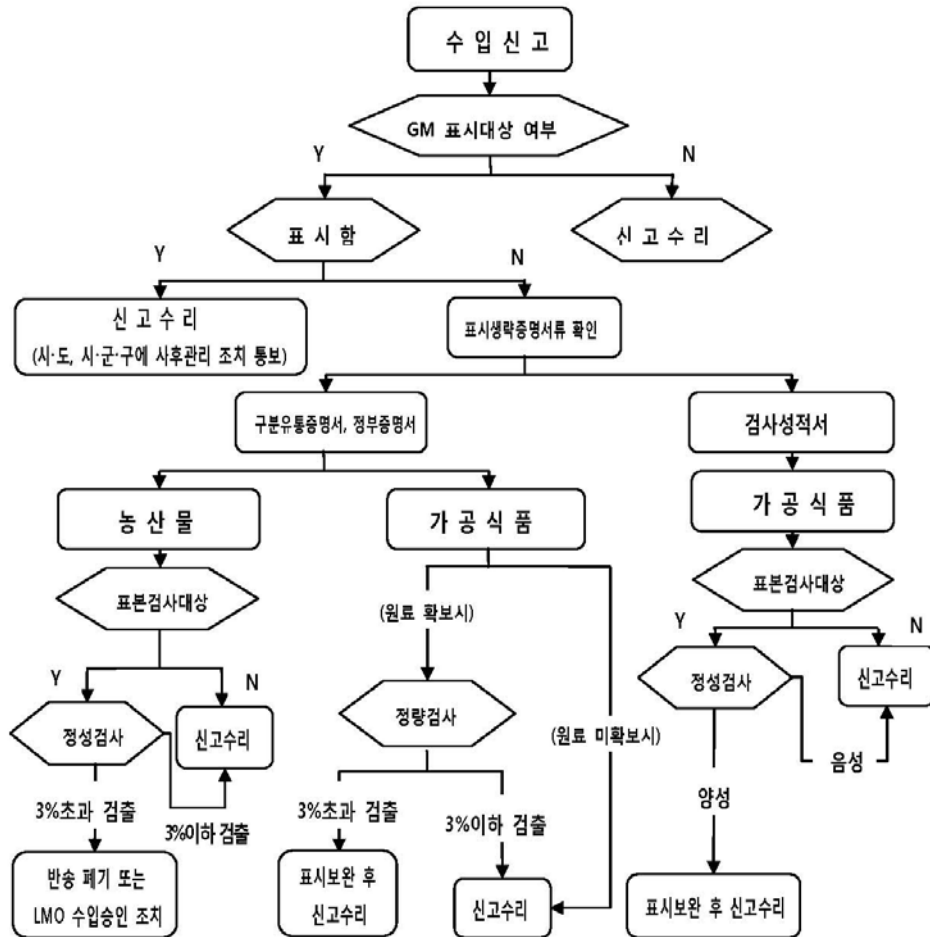 수 입 신 고
GM 표시대상 여부
Y
N
표 시 함
신 고 수 리
Y
N
신 고 수 리
(시·도, 시·군·구에 사후관리 조치 통보)
표시생략증명서류 확인
구분유통증명서, 정부증명서
검사성적서
농 산 물
가 공 식 품
가 공 식 품
표본검사대상
(원료 확보시)
표본검사대상
Y
N
Y
N
정성검사
신고수리
정량검사
(원료 미확보시)
정성검사
신고수리
음성
3%초과 검출
3%이하 검출
3%초과 검출
3%이하 검출
양성
반송 폐기 또는
LMO 수입승인 조치
표시보완 후
신고수리
신고수리
표시보완 후 신고수리